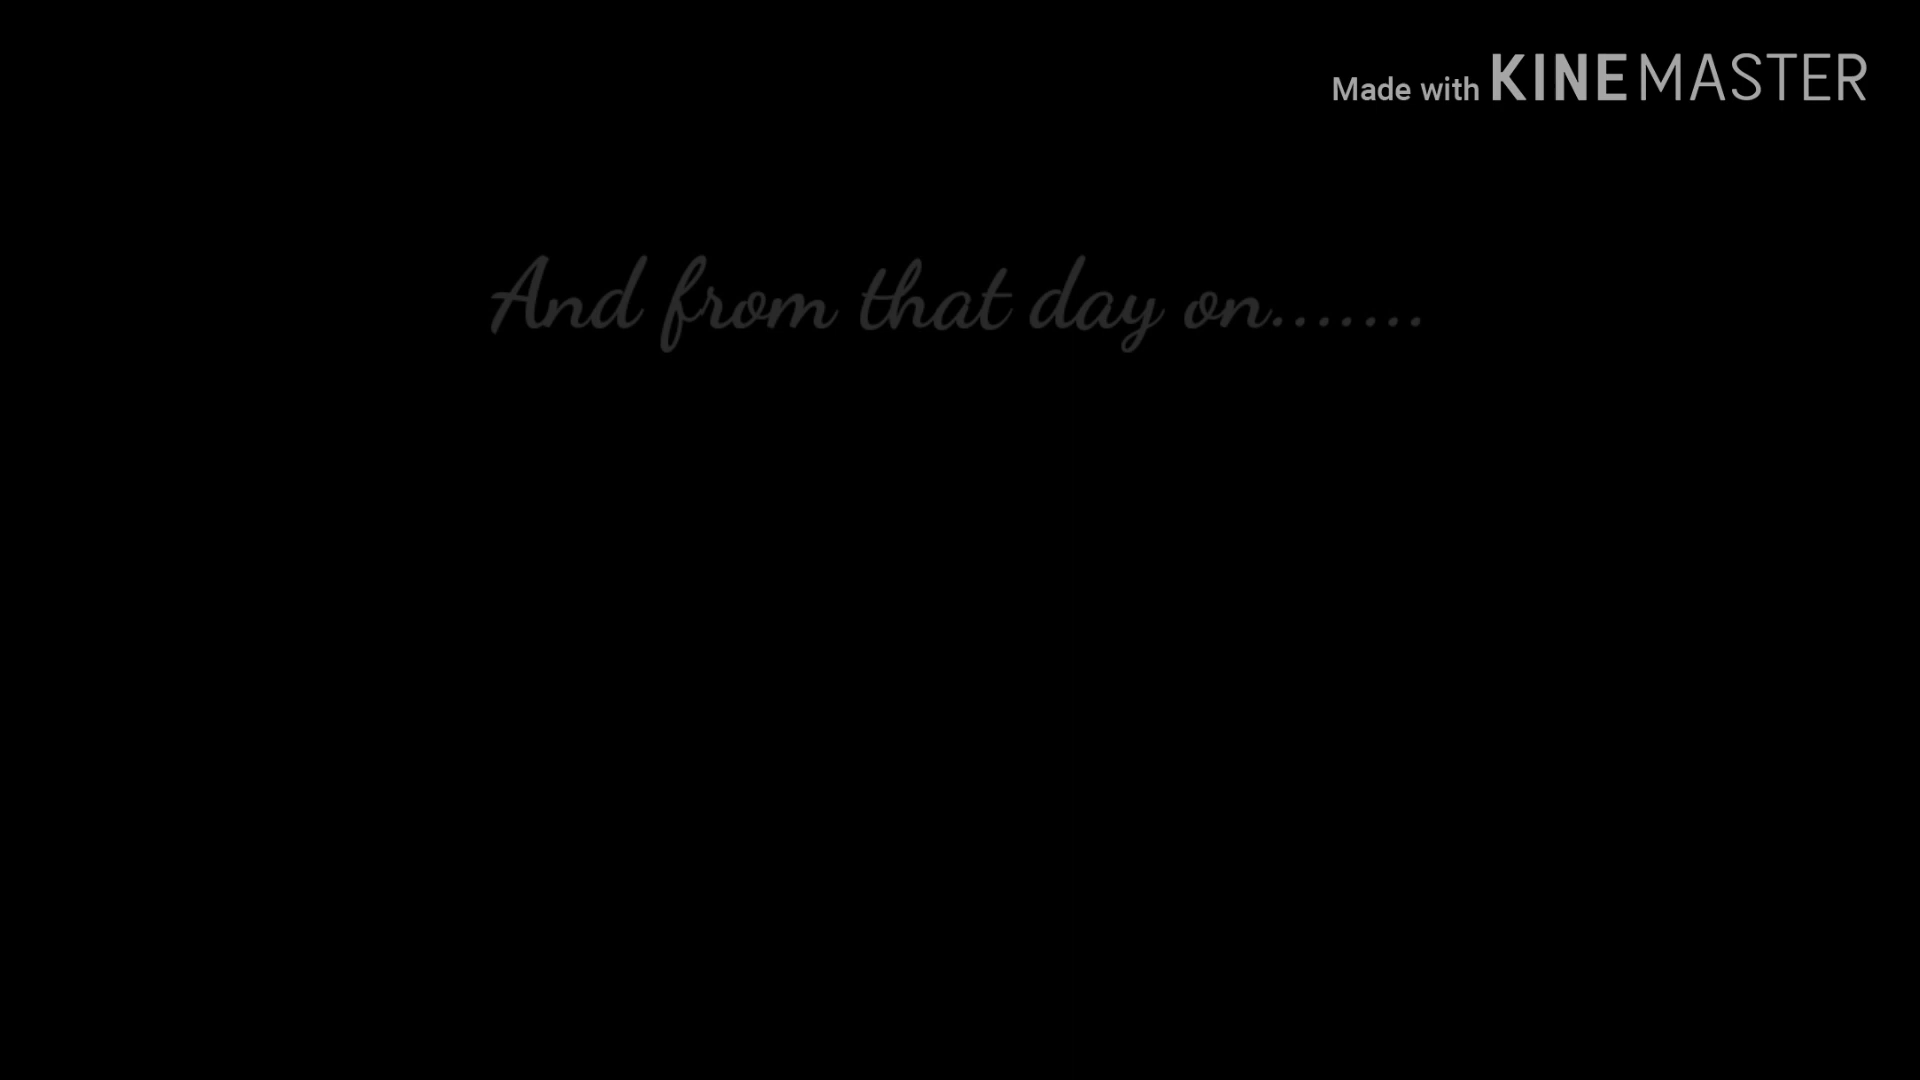 Made with KINEMASTER
And from that day on.......